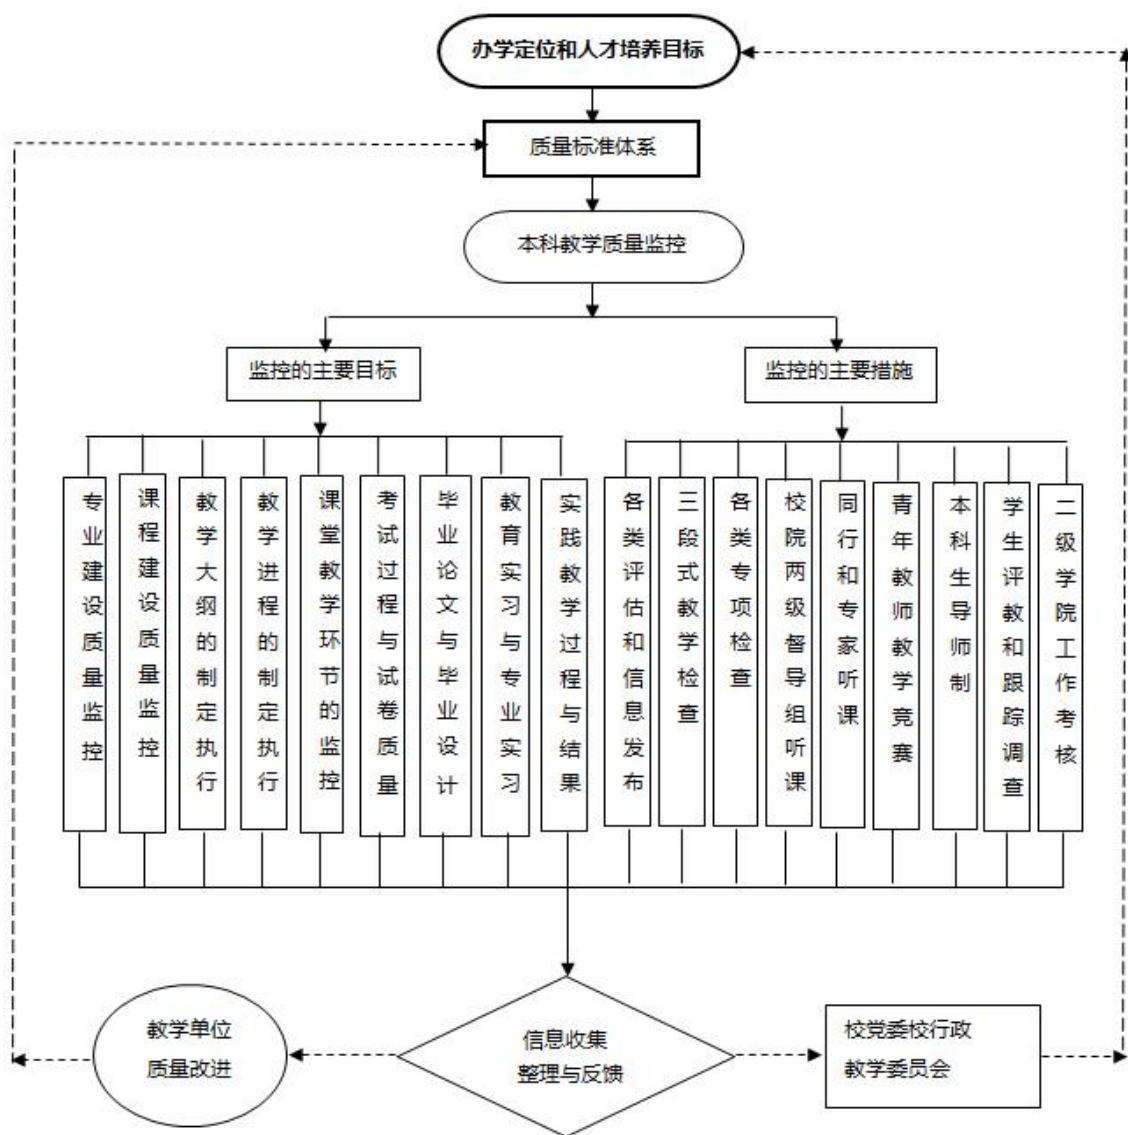 办学定位和人才培养目标
质量标准体系
本科教学质量监控
监控的主要目标
监控的主要措施
专业建设质量监控
课程建设质量监控
教学大纲的制定执行
教学进程的制定执行
课堂教学环节的监控
考试过程与试卷质量
毕业论文与毕业设计
教育实习与专业实习
实践教学过程与结果
各类评估和信息发布
三段式教学检查
各类专项检查
校院两级督导组听课
同行和专家听课
青年教师教学竞赛
本科生导师制
学生评教和跟踪调查
二级学院工作考核
教学单位
质量改进
信息收集
整理与反馈
校党委校行政
教学委员会